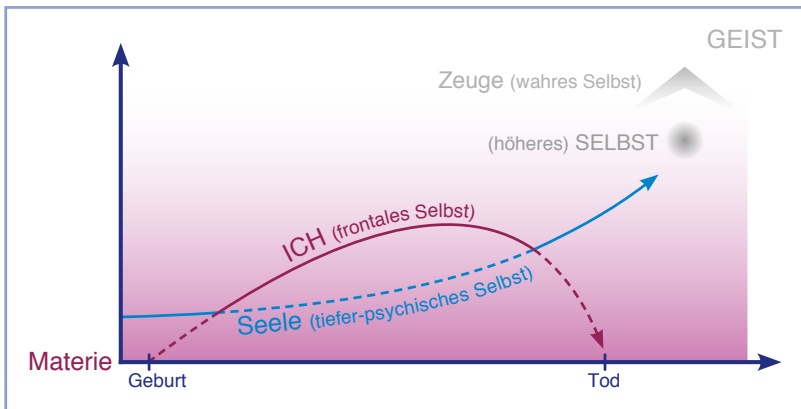 GEIST
Zeuge (wahres Selbst)
(höheres) SELBST
ICH (frontales Selbst)
Seele (tiefer-psychisches Selbst)
Materie
Geburt
Tod